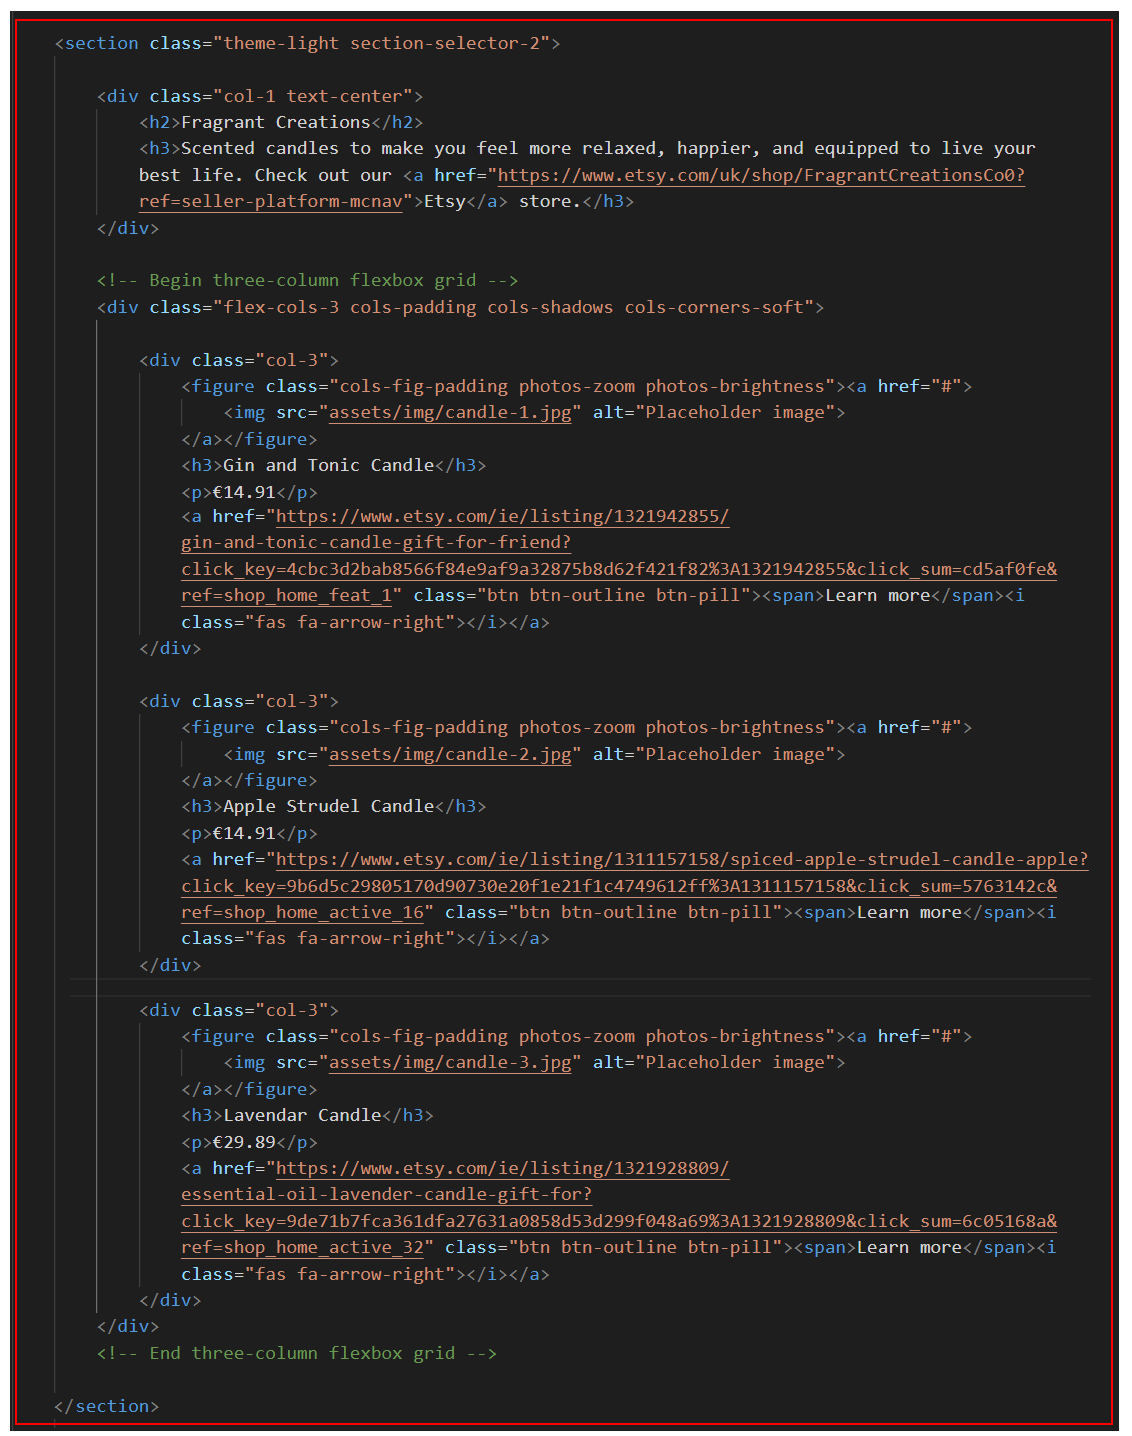 <section class="theme-light section-selector-2">
<div class="col-1 text-center">
<h2>Fragrant Creations</h2>
<h3>Scented candles to make you feel more relaxed, happier, and equipped to live your
best life. Check out our <a href="https://www.etsy.com/uk/shop/FragrantCreationsCo0?
ref=seller-platform-mcnav">Etsy</a> store.</h3>
</div>
<!-- Begin three-column flexbox grid -->
<div class="flex-cols-3 cols-padding cols-shadows cols-corners-soft">
<div class="col-3">
<figure class="cols-fig-padding photos-zoom photos-brightness"><a href="#">
<img src="assets/img/candle-1.jpg" alt="Placeholder image">
</a></figure>
<h3>Gin and Tonic Candle</h3>
<p>€14.91</p>
<a href="https://www.etsy.com/ie/listing/1321942855/
gin-and-tonic-candle-gift-for-friend?
click_key=4cbc3d2bab8566f84e9af9a32875b8d62f421f82%3A1321942855&click_sum=cd5af0fe&
ref=shop_home_feat_1" class="btn btn-outline btn-pill"><span>Learn more</span><i
class="fas fa-arrow-right"></i></a>
</div>
<div class="col-3">
<figure class="cols-fig-padding photos-zoom photos-brightness"><a href="#">
<img src="assets/img/candle-2.jpg" alt="Placeholder image">
</a></figure>
<h3>Apple Strudel Candle</h3>
<p>€14.91</p>
<a href="https://www.etsy.com/ie/listing/1311157158/spiced-apple-strudel-candle-apple?
click_key=9b6d5c29805170d90730e20f1e21f1c4749612ff%3A1311157158&click_sum=5763142c&
ref=shop_home_active_16" class="btn btn-outline btn-pill"><span>Learn more</span><i
class="fas fa-arrow-right"></i></a>
</div>
<div class="col-3">
<figure class="cols-fig-padding photos-zoom photos-brightness"><a href="#">
<img src="assets/img/candle-3.jpg" alt="Placeholder image">
</a></figure>
<h3>Lavendar Candle</h3>
<p>€29.89</p>
<a href="https://www.etsy.com/ie/listing/1321928809/
essential-oil-lavender-candle-gift-for?
click_key=9de71b7fca361dfa27631a0858d53d299f048a69%3A1321928809&click_sum=6c05168a&
ref=shop_home_active_32" class="btn btn-outline btn-pill"><span>Learn more</span><i
class="fas fa-arrow-right"></i></a>
</div>
</div>
<!-- End three-column flexbox grid -->
</section>